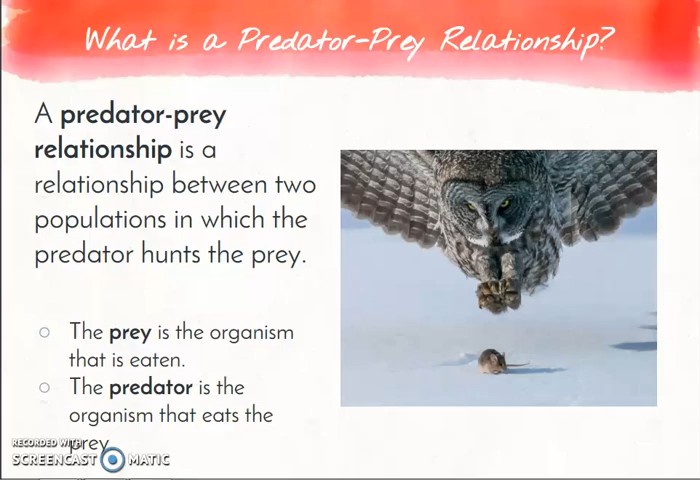 What is a Predator-Prey Relationship?
A predator-prey
relationship is a
relationship between two
populations in which the
predator hunts the prey.
○ The prey is the organism
that is eaten.
○ The predator is the
organism that eats the
prey
RECORDED WITH
SCREENCAST MATIC